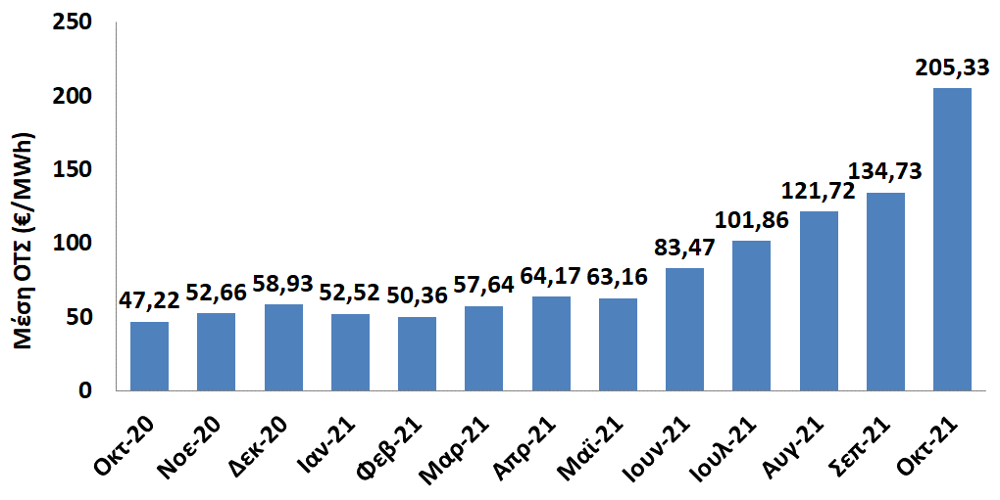 Μέση ΟΤΣ (€/MWh)
250
200
150
100
50
0
47,22
52,66
58,93
52,52
50,36
57,64
64,17
63,16
83,47
101,86
121,72
134,73
205,33
Οκτ-20
Νοε-20
Δεκ-20
Ιαν-21
Φεβ-21
Μαρ-21
Απρ-21
Μαϊ-21
Ιουν-21
Ιουλ-21
Αυγ-21
Σεπ-21
Οκτ-21